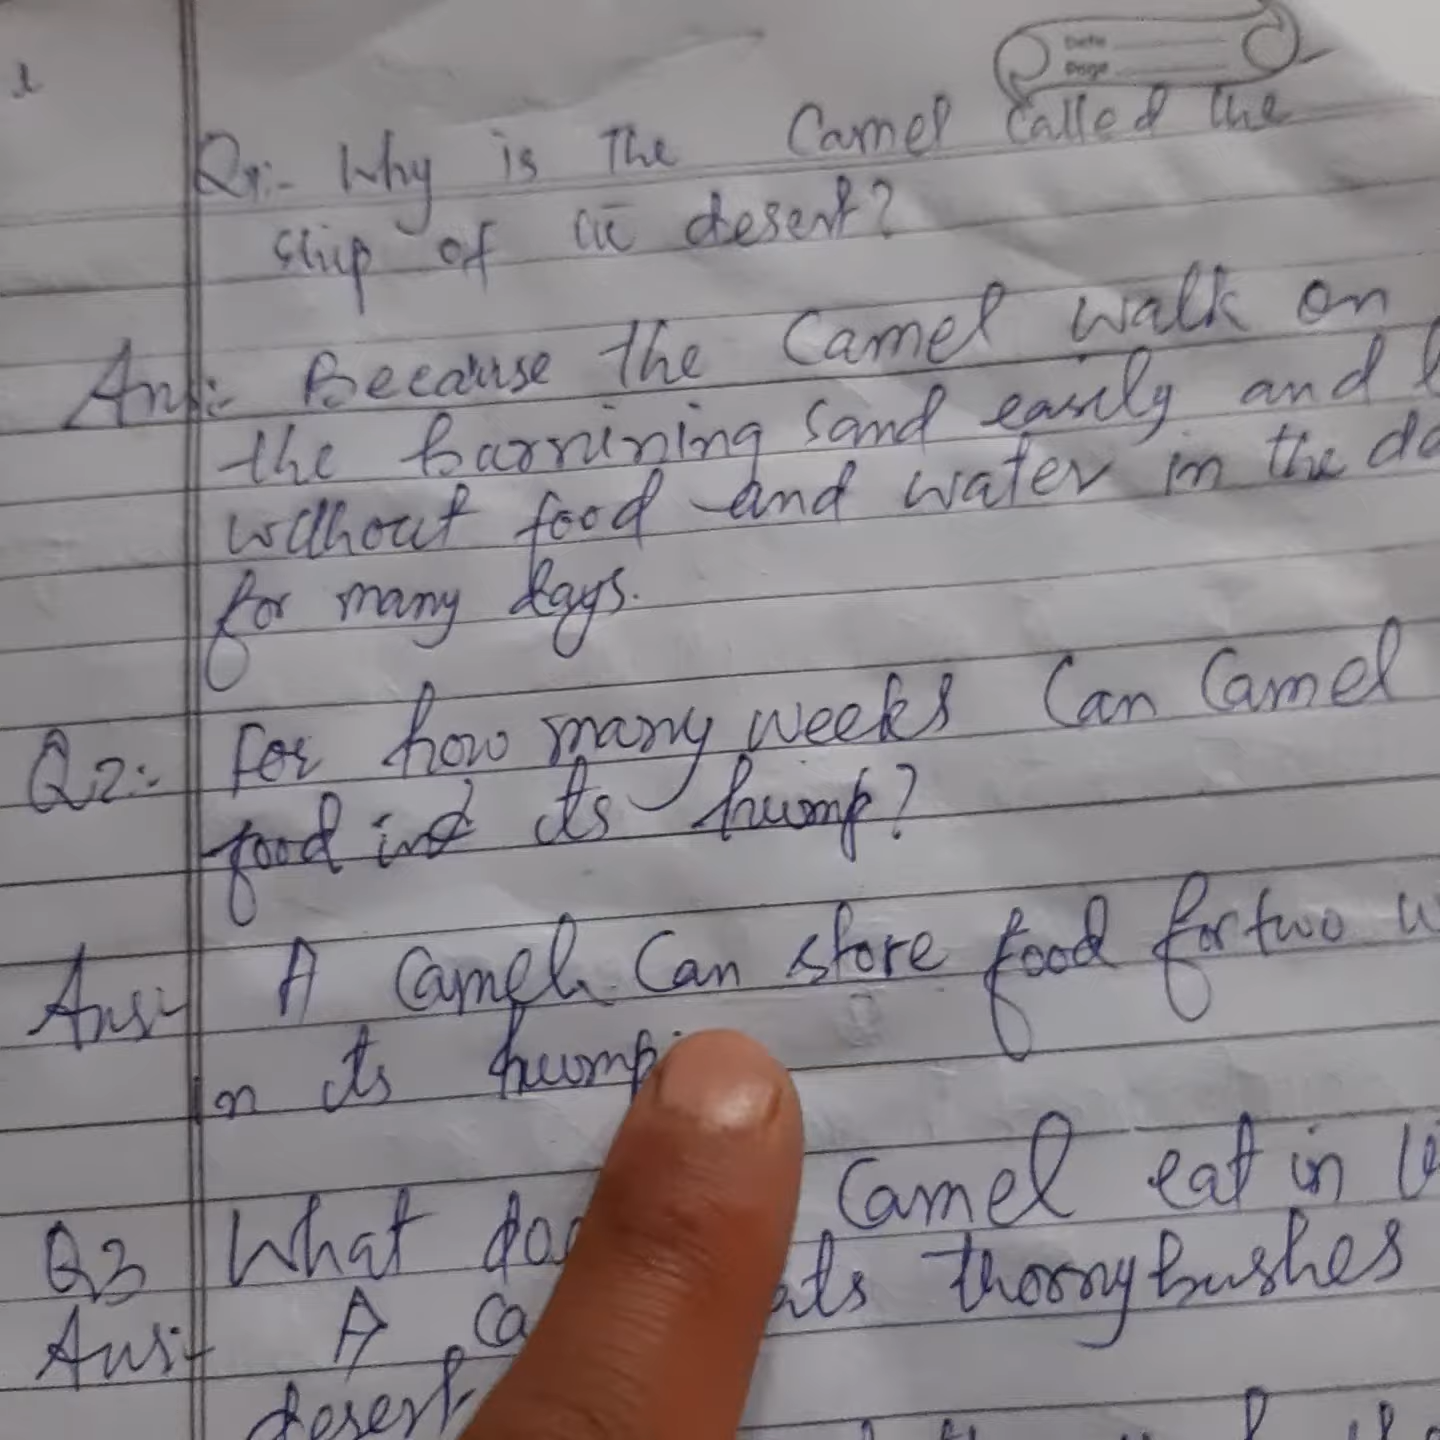 Date
Page
Q1:- Why is The Camel Called the
ship of the desert?
Ans:- Because the Camel walk on
the barnining sand easily and
without food and water in the
for many days.
Q2:- For how many weeks Can Camel
food in its hump?
Ans:- A Camel Can store food for two
in its hump
Q3 What Camel eat in
Ans:- A thorny bushes
desert